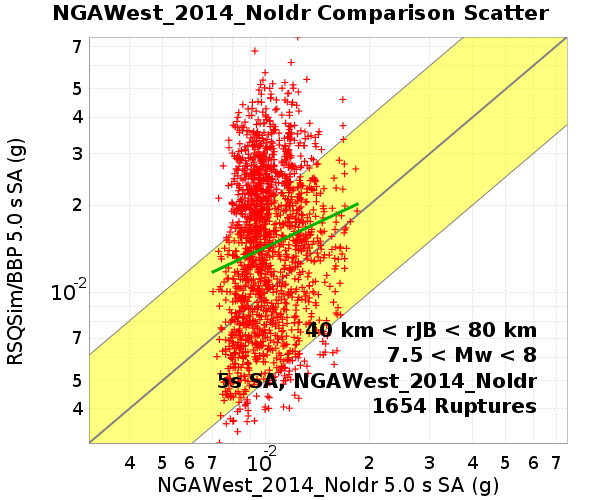 NGAWest_2014_NoIdr Comparison Scatter
RSQSim/BBP 5.0 s SA (g)
7
5
4
3
2
10-2
7
5
4
40 km < rJB < 80 km
7.5 < Mw < 8
5s SA, NGAWest_2014_NoIdr
1654 Ruptures
4 5 6 7 10-2 2 3 4 5 6 7
NGAWest_2014_NoIdr 5.0 s SA (g)